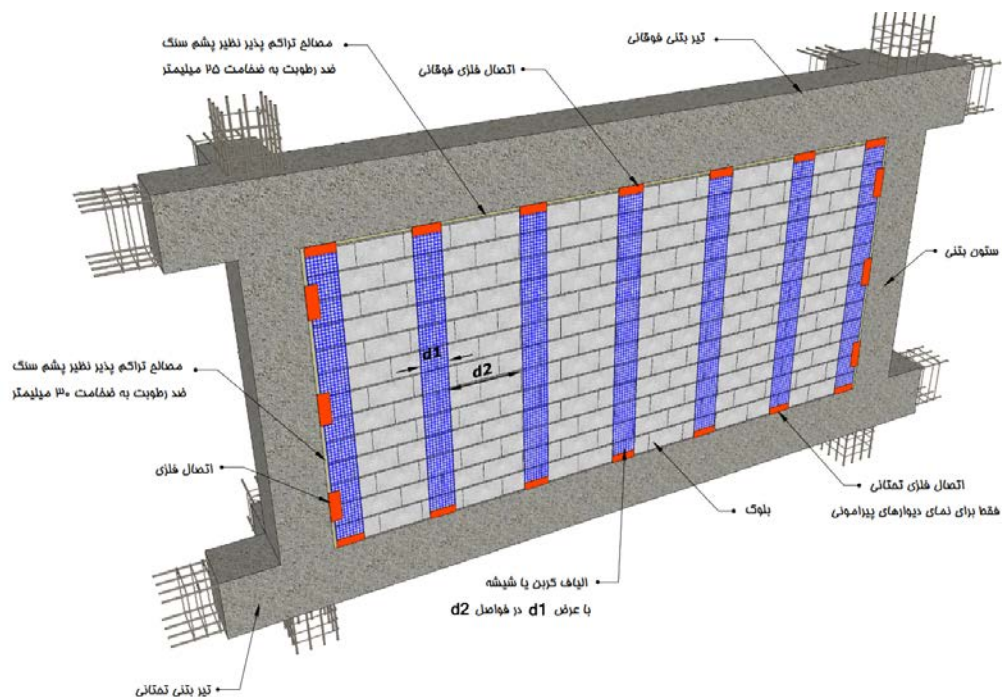 مصالح تراکم پذیر نظیر پشم سنگ
ضد رطوبت به ضخامت ۲۵ میلیمتر
اتصال فلزی فوقانی
تیر بتنی فوقانی
ستون بتنی
مصالح تراکم پذیر نظیر پشم سنگ
ضد رطوبت به ضخامت ۳۰ میلیمتر
d1
d2
اتصال فلزی
اتصال فلزی تحتانی
فقط برای نمای دیوارهای پیرامونی
بلوک
الیاف کربن یا شیشه
با عرض d1 در فواصل d2
تیر بتنی تحتانی